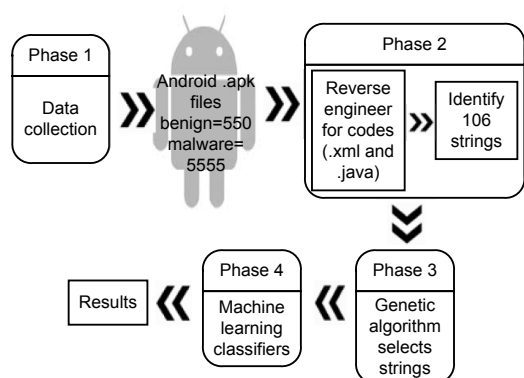 Phase 1
Data
collection
Android .apk
files
benign=550
malware=
5555
Phase 2
Reverse
engineer
for codes
(.xml and
.java)
Identify
106
strings
Phase 3
Genetic
algorithm
selects
strings
Phase 4
Machine
learning
classifiers
Results